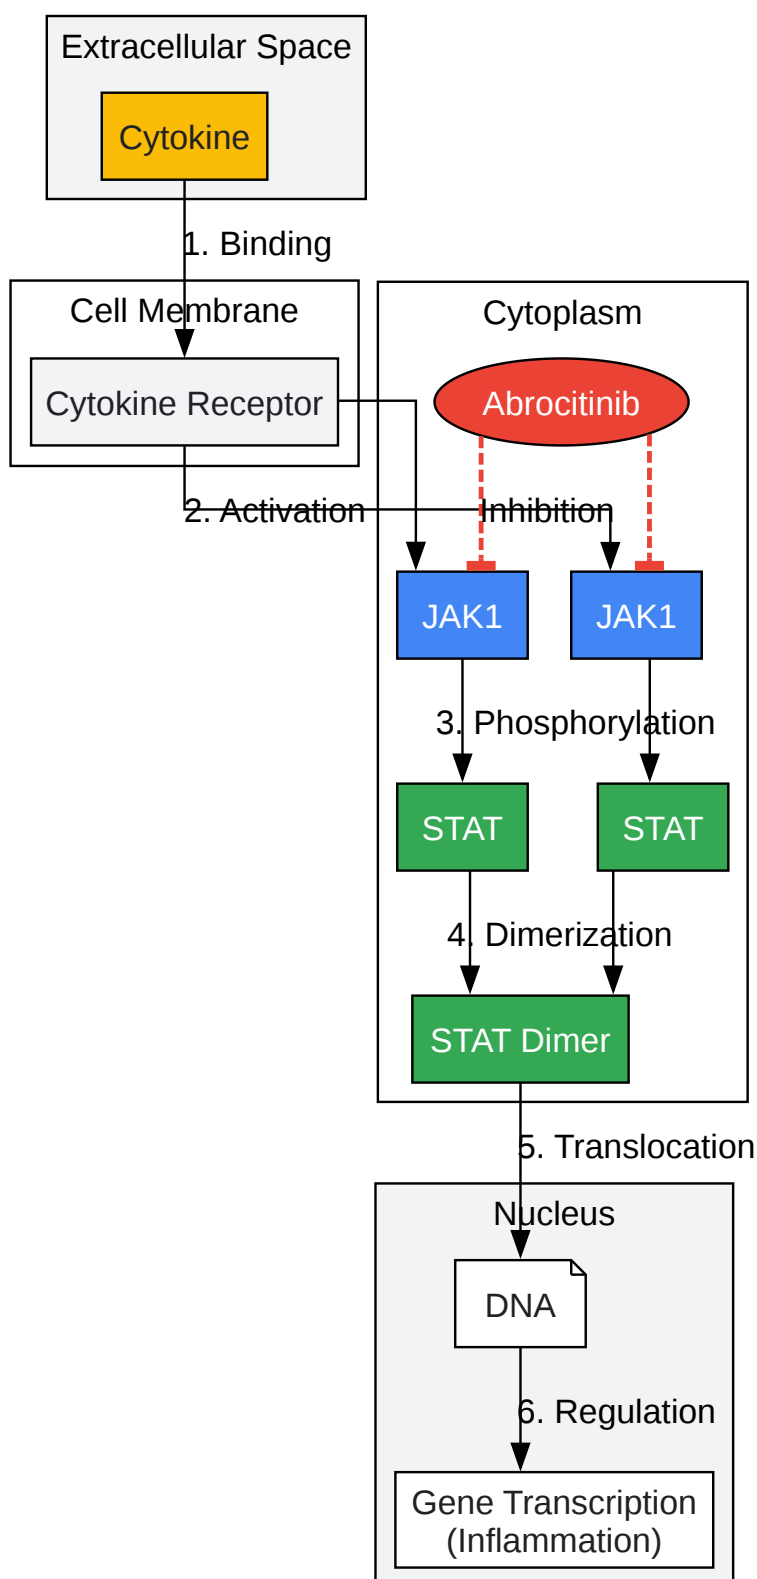 Extracellular Space
Cytokine
1. Binding
Cell Membrane
Cytoplasm
Cytokine Receptor
Abrocitinib
2. Activation
Inhibition
JAK1
JAK1
3. Phosphorylation
STAT
STAT
4. Dimerization
STAT Dimer
5. Translocation
Nucleus
DNA
6. Regulation
Gene Transcription
(Inflammation)